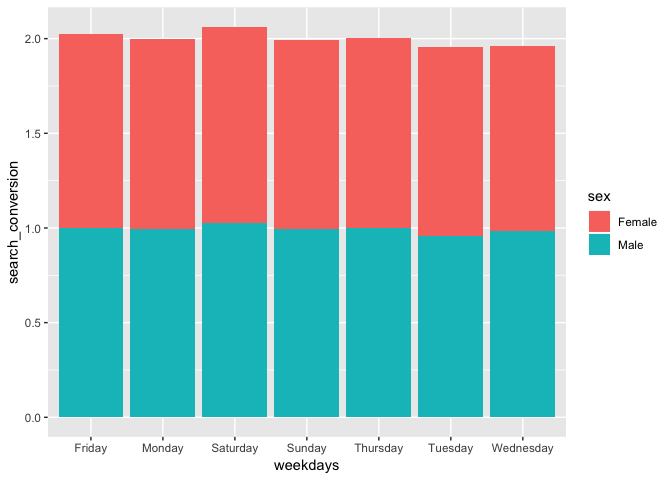 2.0
1.5
1.0
0.5
0.0
search_conversion
Friday Monday Saturday Sunday Thursday Tuesday Wednesday
weekdays
sex
Female
Male